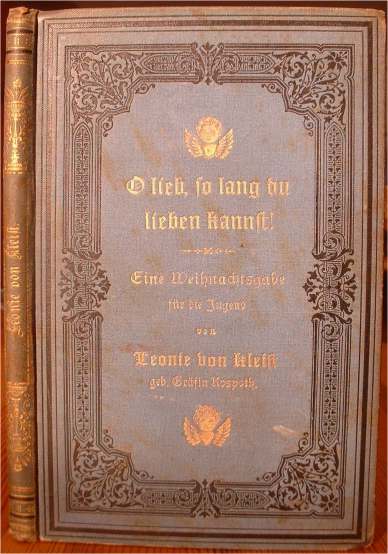 O lieb, so lang du
lieben kannst!
Eine Weihnachtsgabe
für die Jugend
von
Leonie von Kleist
geb. Gräfin Kospoth.
Leonie von Kleist.